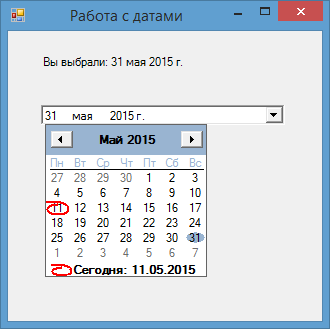 Работа с датами
Вы выбрали: 31 мая 2015 г.
31 мая 2015 г.
Май 2015
Пн Вт Ср Чт Пт Сб Вс
27 28 29 30 1 2 3
4 5 6 7 8 9 10
11 12 13 14 15 16 17
18 19 20 21 22 23 24
25 26 27 28 29 30 31
1 2 3 4 5 6 7
Сегодня: 11.05.2015